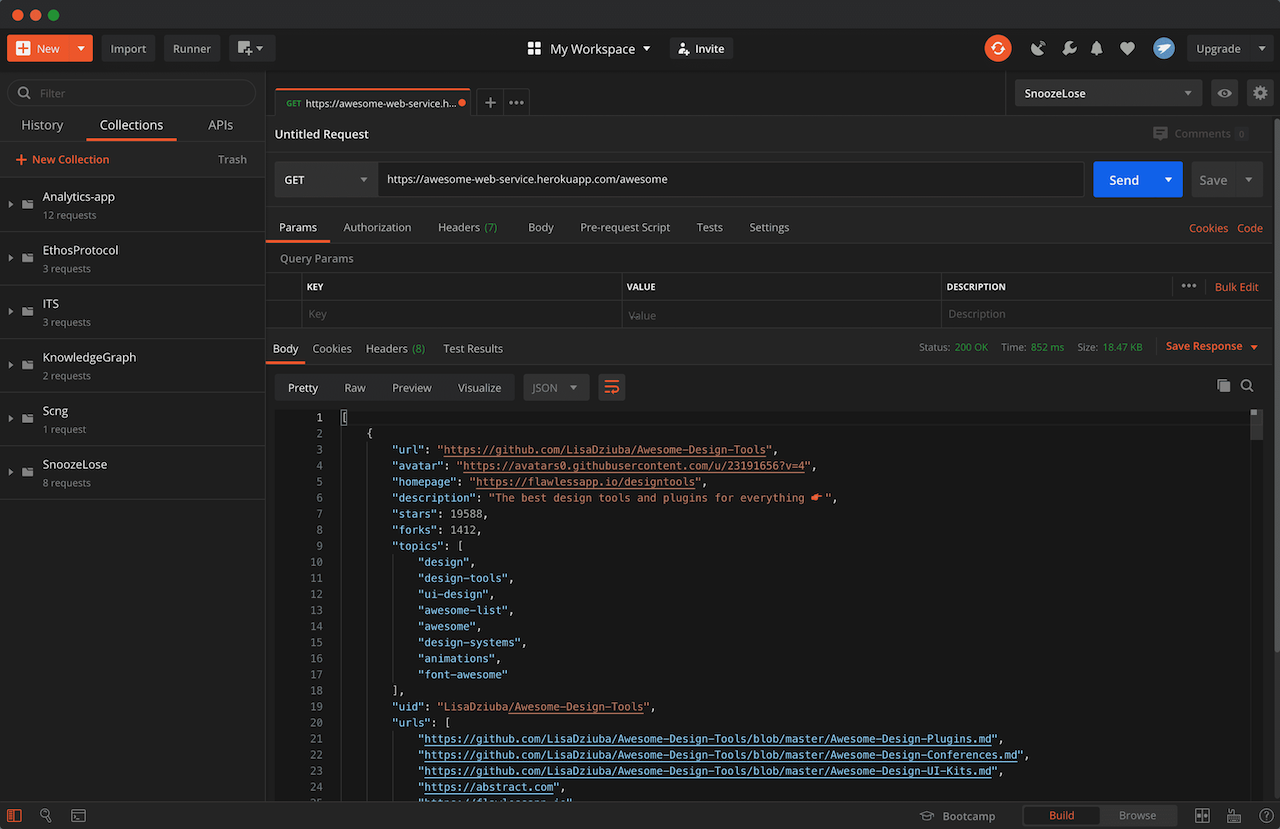 New Import Runner My Workspace Invite Upgrade
Filter
History Collections APIs
New Collection Trash
Analytics-app
12 requests
EthosProtocol
3 requests
ITS
3 requests
KnowledgeGraph
2 requests
Scng
1 request
SnoozeLose
8 requests
GET https://awesome-web-service.h... SnoozeLose
Untitled Request Comments 0
GET https://awesome-web-service.herokuapp.com/awesome Send Save
Params Authorization Headers (7) Body Pre-request Script Tests Settings Cookies Code
Query Params
KEY VALUE DESCRIPTION Bulk Edit
Key Value Description
Body Cookies Headers (8) Test Results Status: 200 OK Time: 852 ms Size: 18.47 KB Save Response
Pretty Raw Preview Visualize JSON
1 [
2 {
3 "url": "https://github.com/LisaDziuba/Awesome-Design-Tools",
4 "avatar": "https://avatars0.githubusercontent.com/u/23191656?v=4",
5 "homepage": "https://flawlessapp.io/designtools",
6 "description": "The best design tools and plugins for everything 👉",
7 "stars": 19588,
8 "forks": 1412,
9 "topics": [
10 "design",
11 "design-tools",
12 "ui-design",
13 "awesome-list",
14 "awesome",
15 "design-systems",
16 "animations",
17 "font-awesome"
18 ],
19 "uid": "LisaDziuba/Awesome-Design-Tools",
20 "urls": [
21 "https://github.com/LisaDziuba/Awesome-Design-Tools/blob/master/Awesome-Design-Plugins.md",
22 "https://github.com/LisaDziuba/Awesome-Design-Tools/blob/master/Awesome-Design-Conferences.md",
23 "https://github.com/LisaDziuba/Awesome-Design-Tools/blob/master/Awesome-Design-UI-Kits.md",
24 "https://abstract.com",
25 "https://flawlessapp.io"
Bootcamp Build Browse